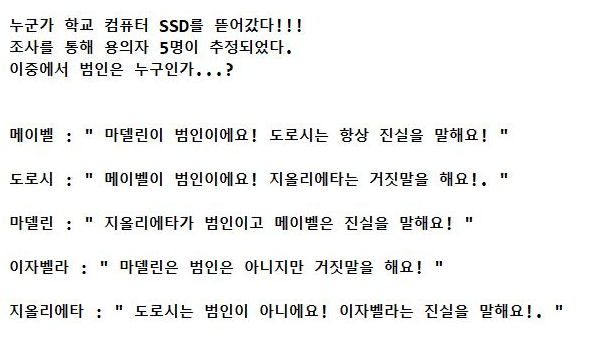 누군가 학교 컴퓨터 SSD를 뜯어갔다!!!
조사를 통해 용의자 5명이 추정되었다.
이중에서 범인은 누구인가...?
메이벨 : " 마델린이 범인이에요! 도로시는 항상 진실을 말해요! "
도로시 : " 메이벨이 범인이에요! 지올리에타는 거짓말을 해요!. "
마델린 : " 지올리에타가 범인이고 메이벨은 진실을 말해요! "
이자벨라 : " 마델린은 범인은 아니지만 거짓말을 해요! "
지올리에타 : " 도로시는 범인이 아니에요! 이자벨라는 진실을 말해요!. "